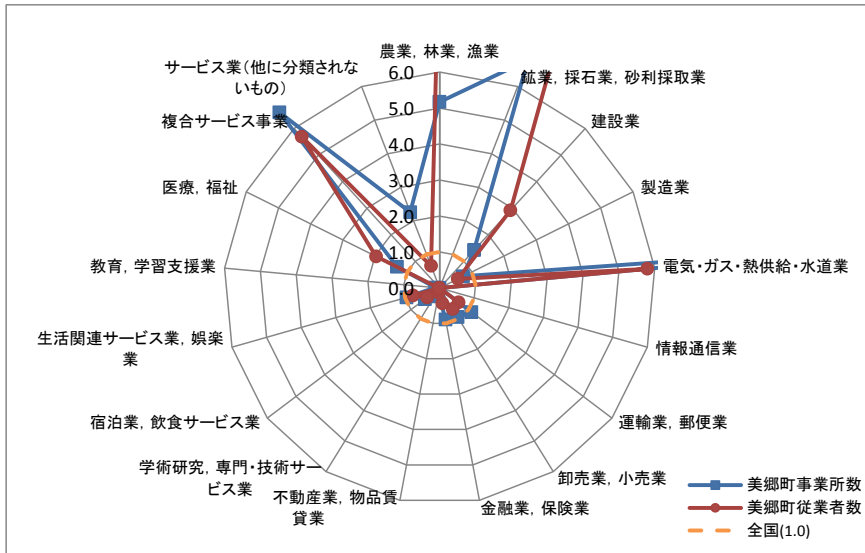 農業, 林業, 漁業
鉱業, 採石業, 砂利採取業
建設業
製造業
電気・ガス・熱供給・水道業
情報通信業
運輸業, 郵便業
卸売業, 小売業
金融業, 保険業
不動産業, 物品賃
貸業
学術研究, 専門・技術サー
ビス業
宿泊業, 飲食サービス業
生活関連サービス業, 娯楽
業
教育, 学習支援業
医療, 福祉
複合サービス事業
サービス業(他に分類されな
いもの)
6.0
5.0
4.0
3.0
2.0
1.0
0.0
美郷町事業所数
美郷町従業者数
全国(1.0)